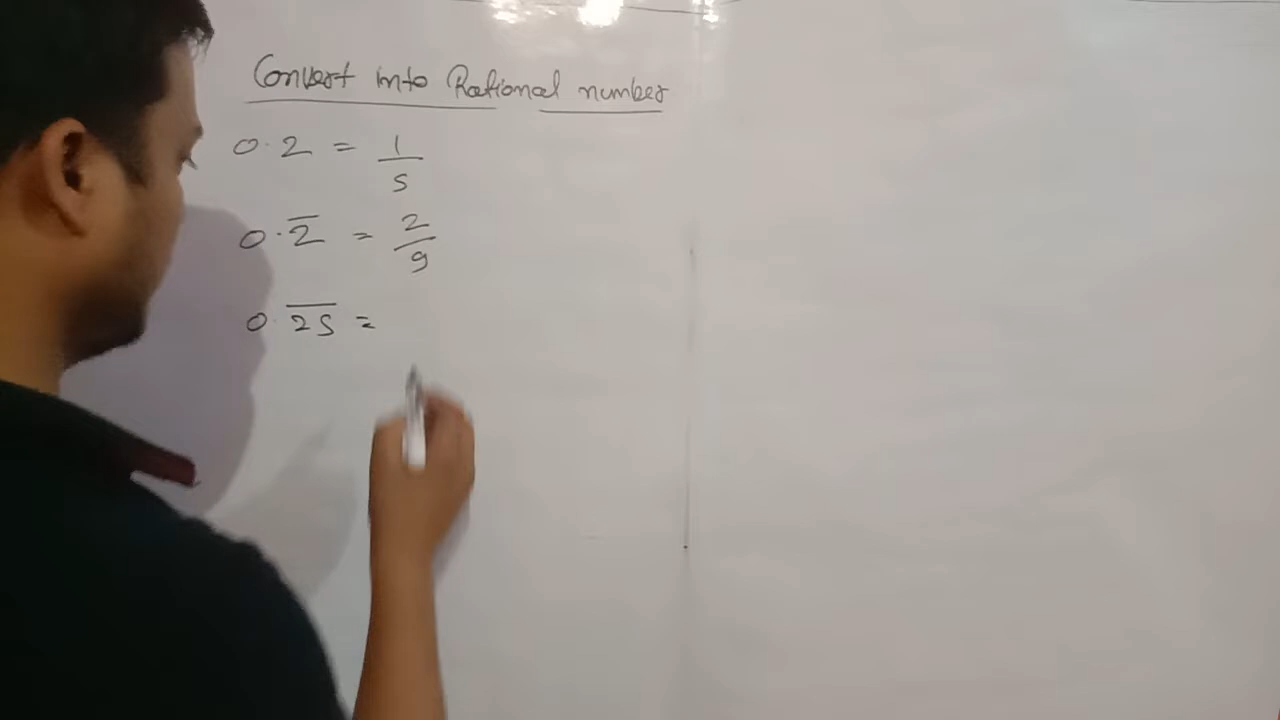 Convert into Rational number
0.2 = 1/5
0.2̅ = 2/9
0.2̅5̅ =